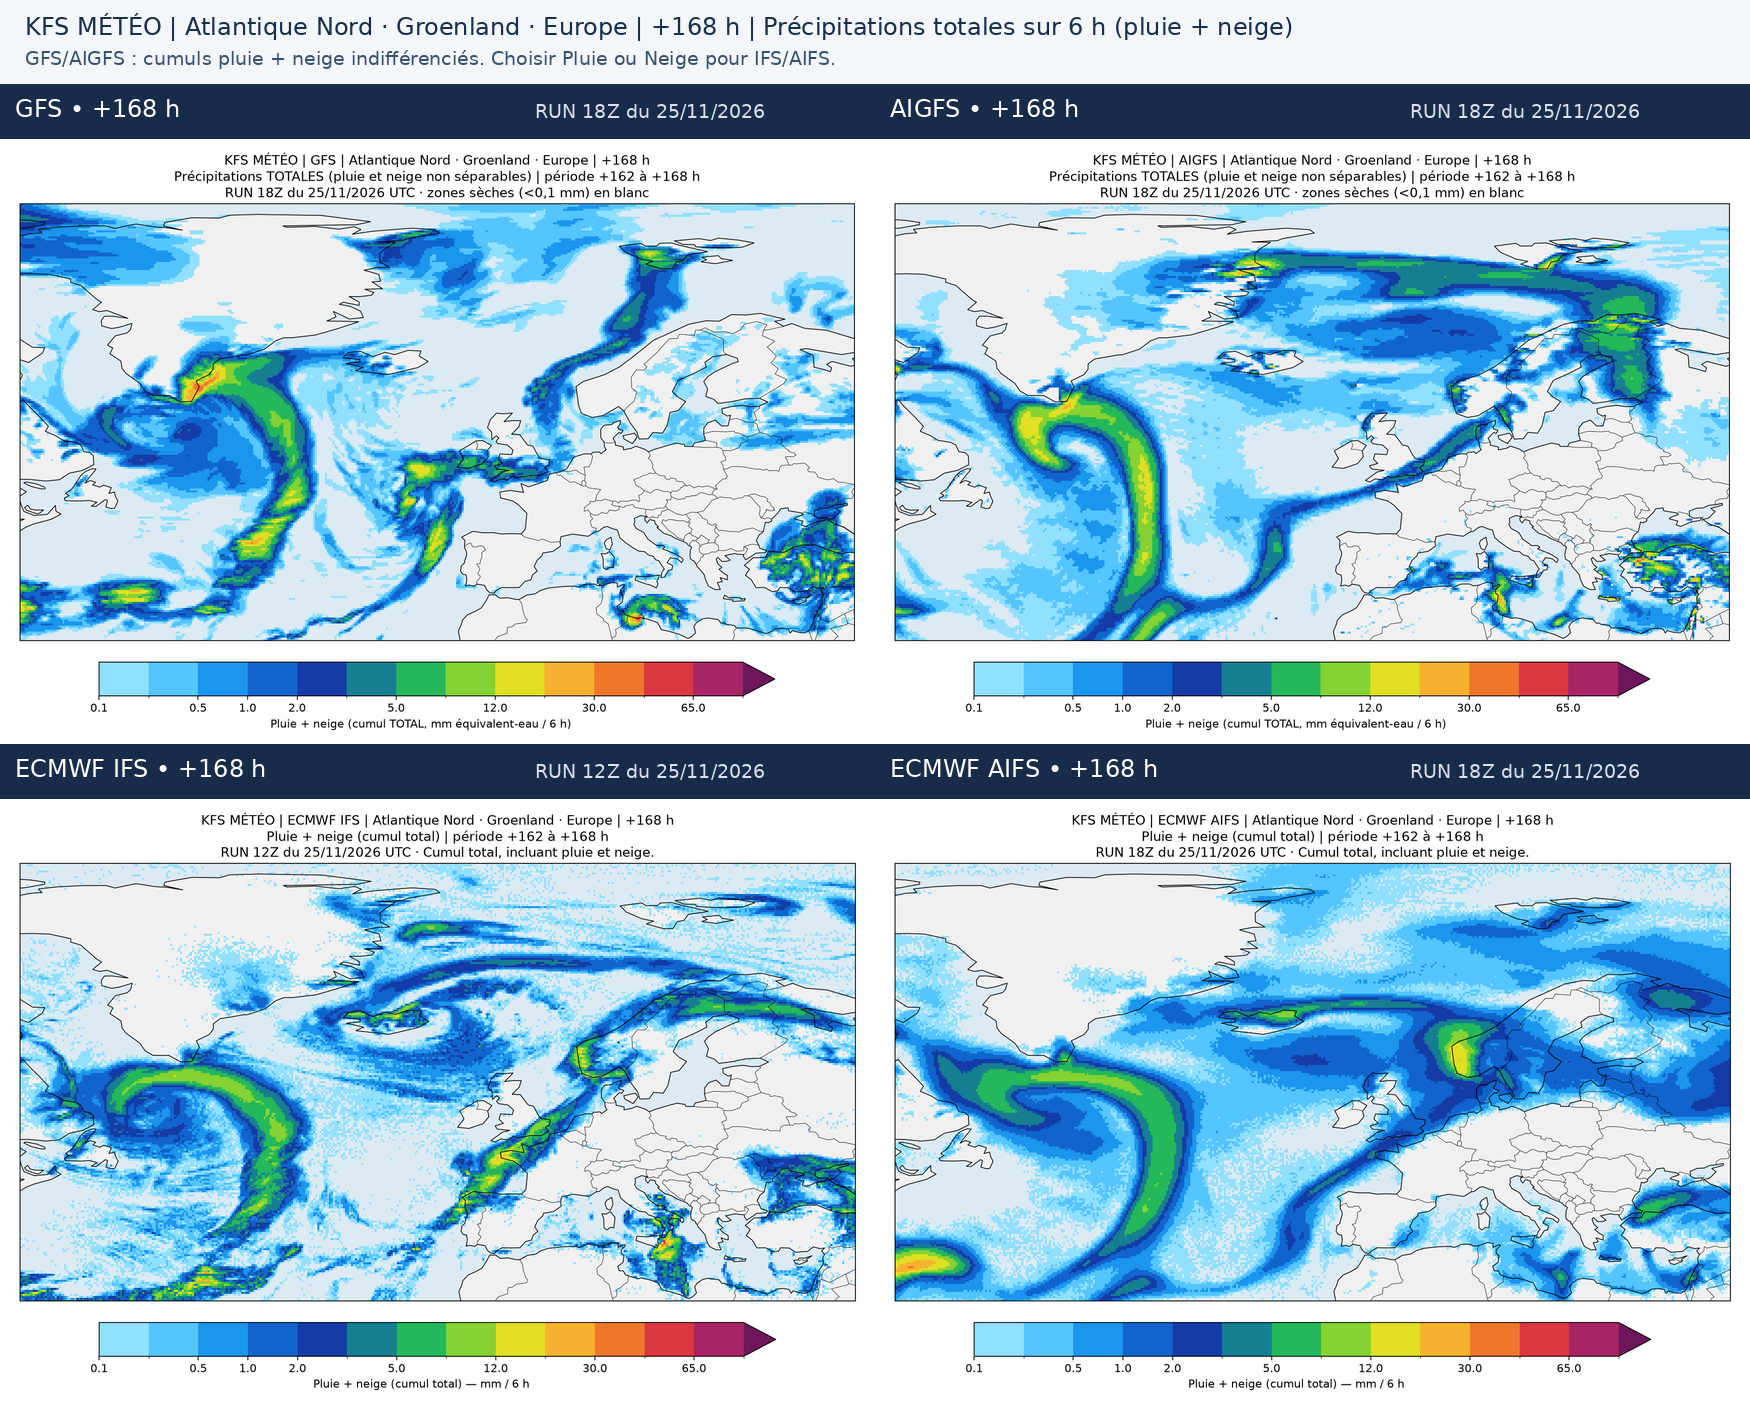 KFS MÉTÉO | Atlantique Nord · Groenland · Europe | +168 h | Précipitations totales sur 6 h (pluie + neige)
GFS/AIGFS : cumuls pluie + neige indifférenciés. Choisir Pluie ou Neige pour IFS/AIFS.
GFS • +168 h
RUN 18Z du 25/11/2026
AIGFS • +168 h
RUN 18Z du 25/11/2026
KFS MÉTÉO | GFS | Atlantique Nord · Groenland · Europe | +168 h
Précipitations TOTALES (pluie et neige non séparables) | période +162 à +168 h
RUN 18Z du 25/11/2026 UTC · zones sèches (<0,1 mm) en blanc
KFS MÉTÉO | AIGFS | Atlantique Nord · Groenland · Europe | +168 h
Précipitations TOTALES (pluie et neige non séparables) | période +162 à +168 h
RUN 18Z du 25/11/2026 UTC · zones sèches (<0,1 mm) en blanc
0.1 0.5 1.0 2.0 5.0 12.0 30.0 65.0
Pluie + neige (cumul TOTAL, mm équivalent-eau / 6 h)
0.1 0.5 1.0 2.0 5.0 12.0 30.0 65.0
Pluie + neige (cumul TOTAL, mm équivalent-eau / 6 h)
ECMWF IFS • +168 h
RUN 12Z du 25/11/2026
ECMWF AIFS • +168 h
RUN 18Z du 25/11/2026
KFS MÉTÉO | ECMWF IFS | Atlantique Nord · Groenland · Europe | +168 h
Pluie + neige (cumul total) | période +162 à +168 h
RUN 12Z du 25/11/2026 UTC · Cumul total, incluant pluie et neige.
KFS MÉTÉO | ECMWF AIFS | Atlantique Nord · Groenland · Europe | +168 h
Pluie + neige (cumul total) | période +162 à +168 h
RUN 18Z du 25/11/2026 UTC · Cumul total, incluant pluie et neige.
0.1 0.5 1.0 2.0 5.0 12.0 30.0 65.0
Pluie + neige (cumul total) — mm / 6 h
0.1 0.5 1.0 2.0 5.0 12.0 30.0 65.0
Pluie + neige (cumul total) — mm / 6 h